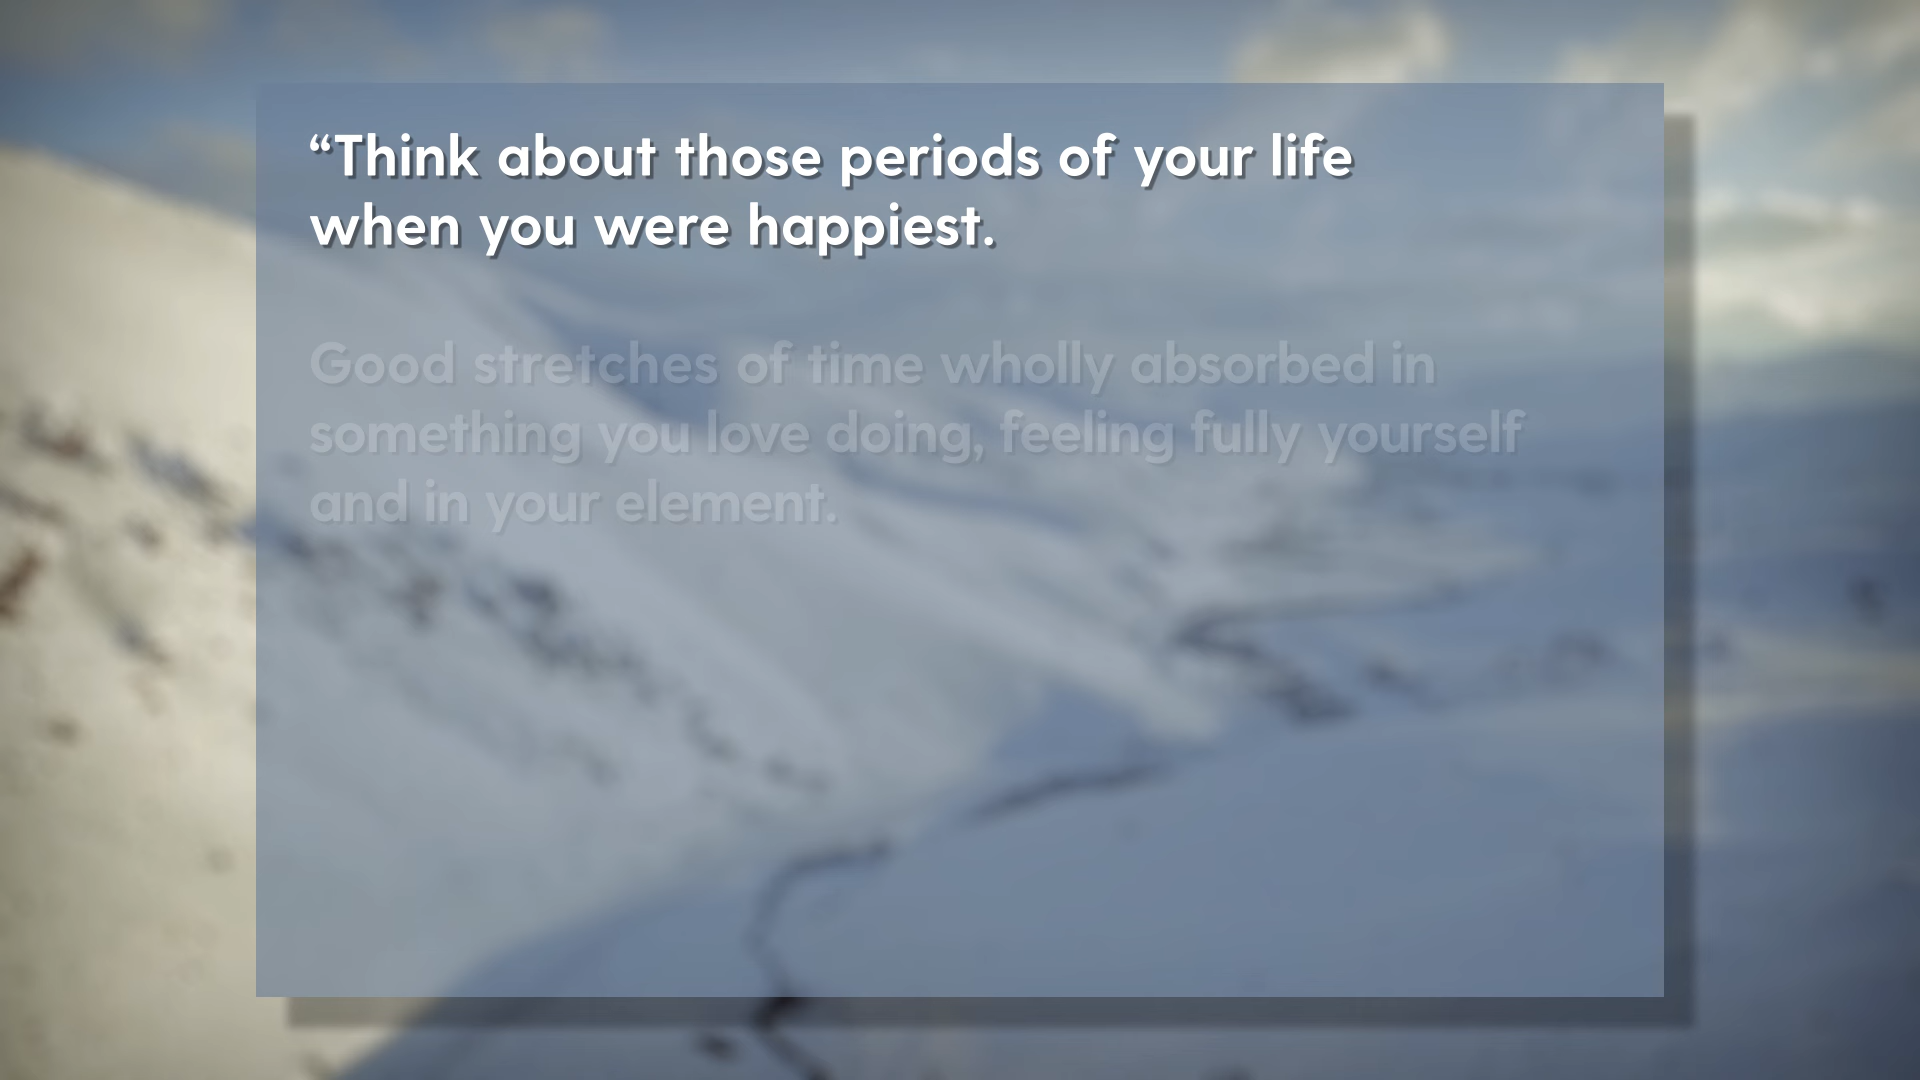 “Think about those periods of your life
when you were happiest.
Good stretches of time wholly absorbed in
something you love doing, feeling fully yourself
and in your element.